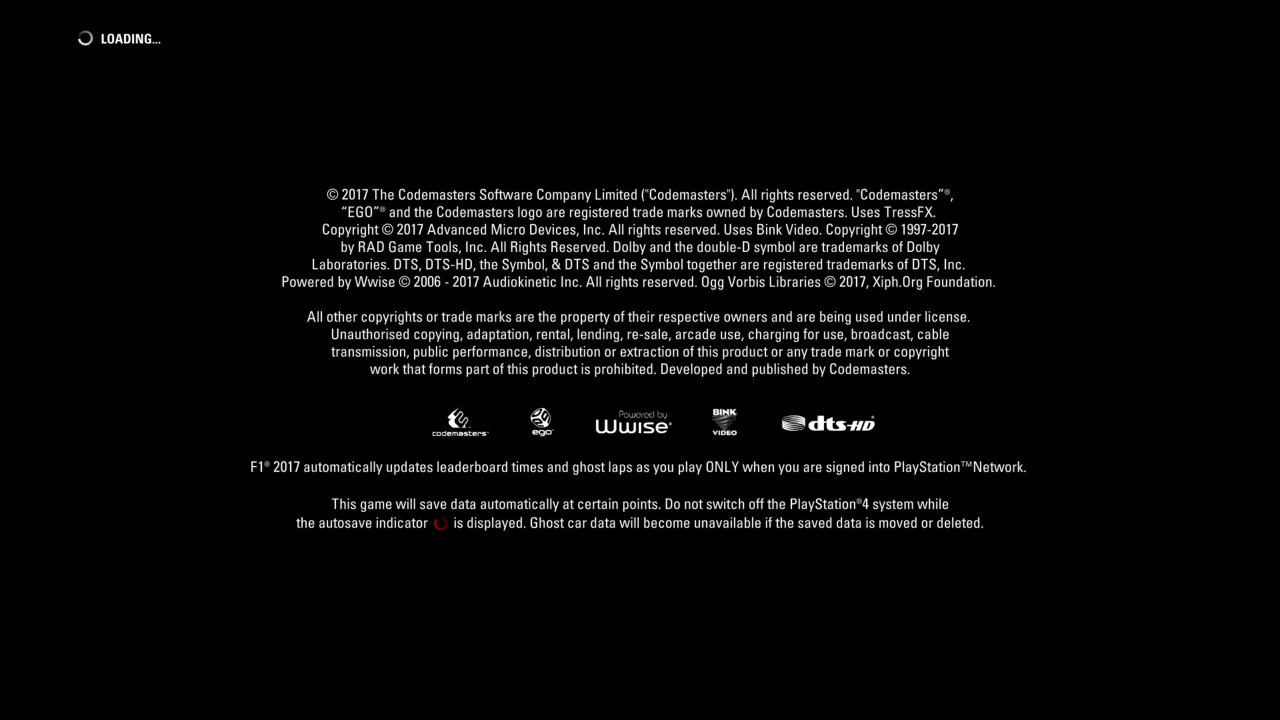 LOADING...
© 2017 The Codemasters Software Company Limited ("Codemasters"). All rights reserved. "Codemasters”®,
“EGO”® and the Codemasters logo are registered trade marks owned by Codemasters. Uses TressFX.
Copyright © 2017 Advanced Micro Devices, Inc. All rights reserved. Uses Bink Video. Copyright © 1997-2017
by RAD Game Tools, Inc. All Rights Reserved. Dolby and the double-D symbol are trademarks of Dolby
Laboratories. DTS, DTS-HD, the Symbol, & DTS and the Symbol together are registered trademarks of DTS, Inc.
Powered by Wwise © 2006 - 2017 Audiokinetic Inc. All rights reserved. Ogg Vorbis Libraries © 2017, Xiph.Org Foundation.
All other copyrights or trade marks are the property of their respective owners and are being used under license.
Unauthorised copying, adaptation, rental, lending, re-sale, arcade use, charging for use, broadcast, cable
transmission, public performance, distribution or extraction of this product or any trade mark or copyright
work that forms part of this product is prohibited. Developed and published by Codemasters.
codemasters™ ego® Powered by Wwise® BINK VIDEO dts-HD®
F1® 2017 automatically updates leaderboard times and ghost laps as you play ONLY when you are signed into PlayStation™Network.
This game will save data automatically at certain points. Do not switch off the PlayStation®4 system while
the autosave indicator is displayed. Ghost car data will become unavailable if the saved data is moved or deleted.